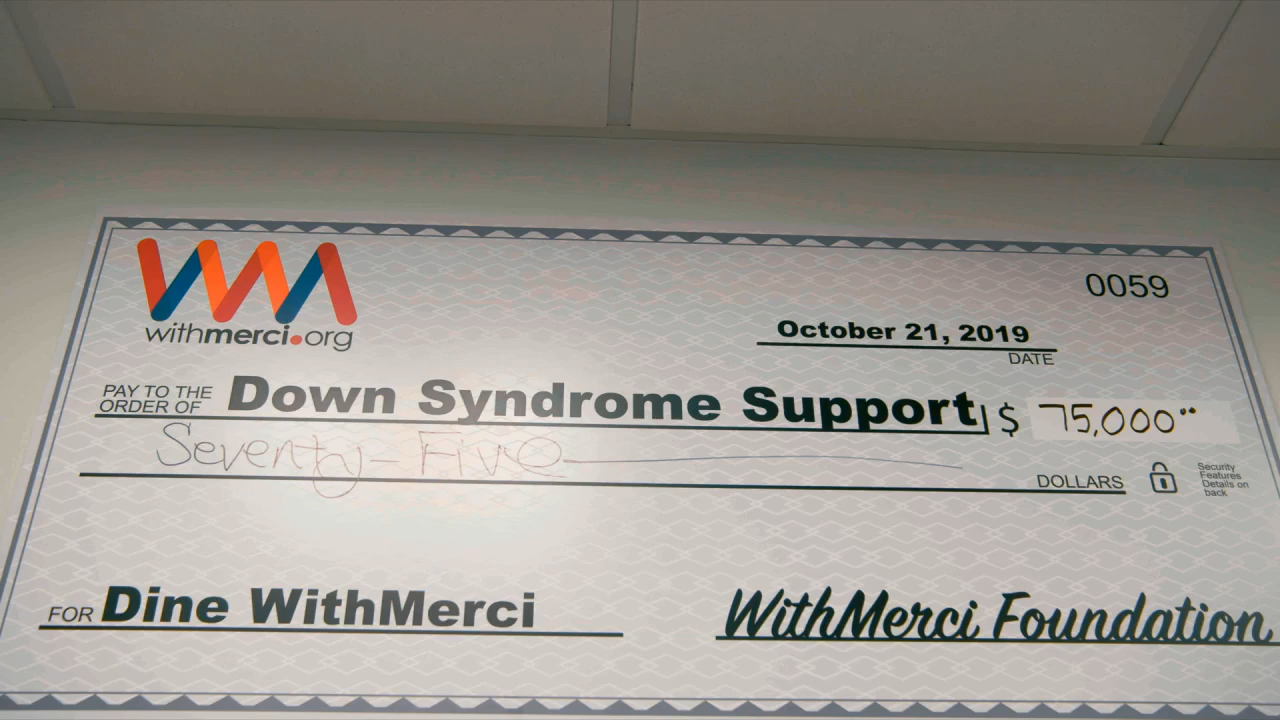 withmerci.org
0059
October 21, 2019
DATE
PAY TO THE
ORDER OF
Down Syndrome Support
$ 75,000°°
Seventy-Five
DOLLARS
Security
Features
Details on
back
FOR Dine WithMerci
WithMerci Foundation